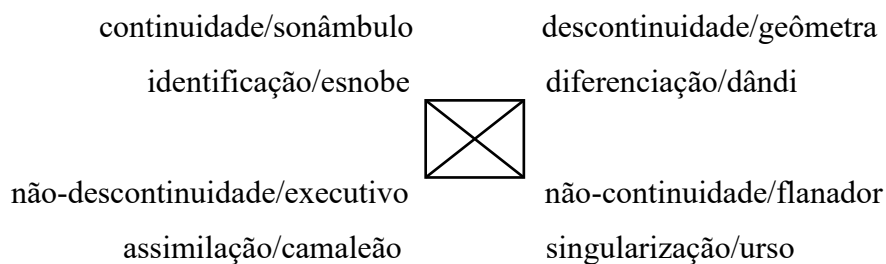 continuidade/sonâmbulo descontinuidade/geômetra
identificação/esnobe diferenciação/dândi
não-descontinuidade/executivo não-continuidade/flanador
assimilação/camaleão singularização/urso